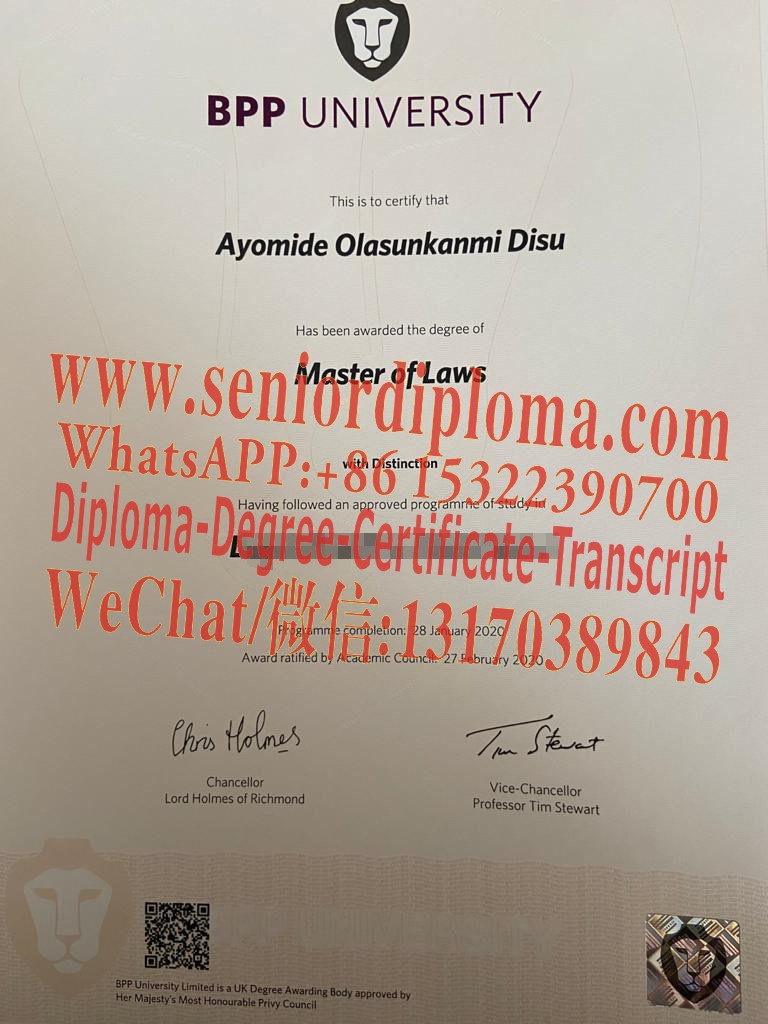 BPP UNIVERSITY
This is to certify that
Ayomide Olasunkanmi Disu
Has been awarded the degree of
Master of Laws
www.seniordiploma.com
with Distinction
WhatsAPP:+86 15322390700
Having followed an approved programme of study in
Diploma-Degree-Certificate-Transcript
WeChat/微信:13170389843
Programme completion: 28 January 2020
Award ratified by Academic Council: 27 February 2020
Chris Holmes
Tim Stewart
Chancellor
Lord Holmes of Richmond
Vice-Chancellor
Professor Tim Stewart
BPP University Limited is a UK Degree Awarding Body approved by
Her Majesty's Most Honourable Privy Council